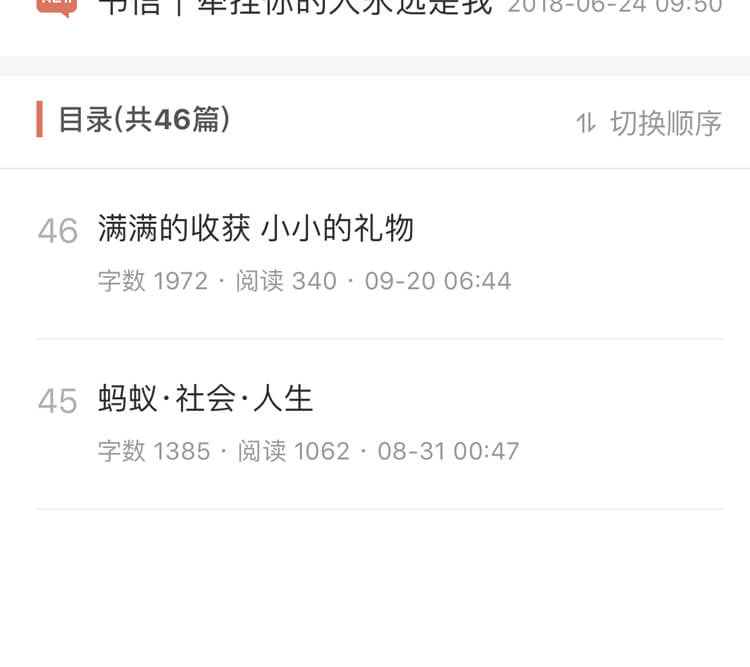 书信 | 牵挂你的人永远是我 2018-06-24 09:50
目录(共46篇)
切换顺序
46 满满的收获 小小的礼物
字数 1972 · 阅读 340 · 09-20 06:44
45 蚂蚁·社会·人生
字数 1385 · 阅读 1062 · 08-31 00:47